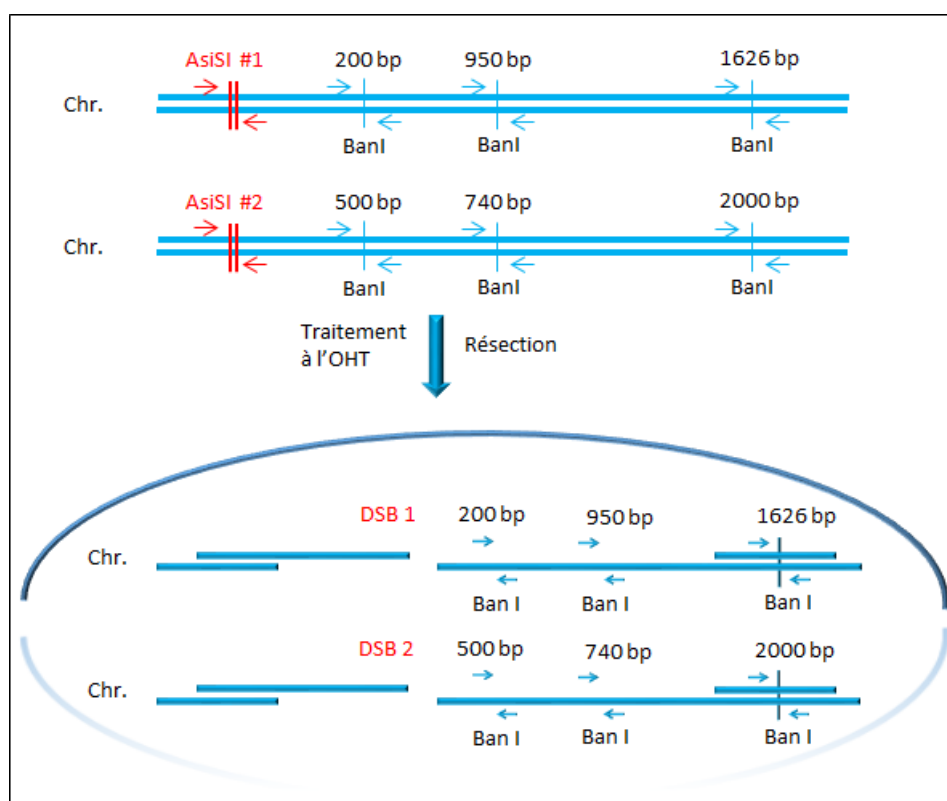 AsiSI #1 200 bp 950 bp 1626 bp
Chr.
BanI BanI BanI
AsiSI #2 500 bp 740 bp 2000 bp
Chr.
BanI BanI BanI
Traitement Résection
à l'OHT
DSB 1 200 bp 950 bp 1626 bp
Chr.
Ban I Ban I Ban I
DSB 2 500 bp 740 bp 2000 bp
Chr.
Ban I Ban I Ban I